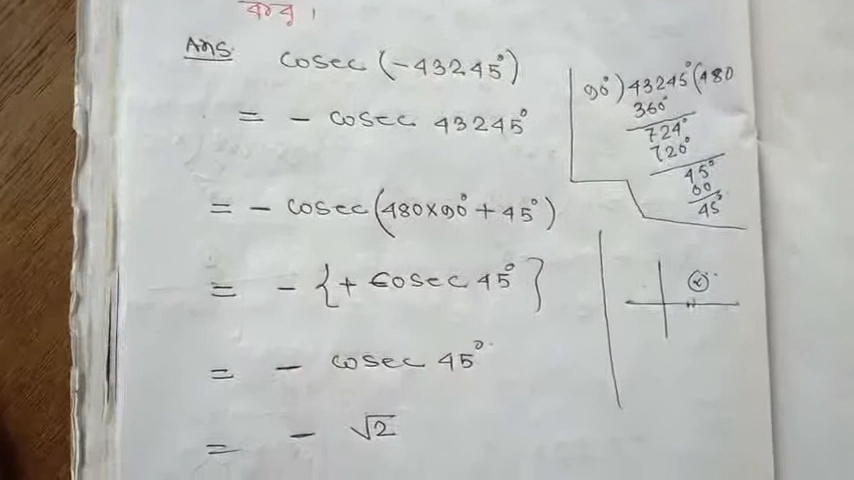 করো।
Ans. cosec (-43245°)
= - cosec 43245°
= - cosec (480×90° + 45°)
= - {+ cosec 45°}
= - cosec 45°
= - √2
90°) 43245° (480
360°
724°
720°
45°
00
45°